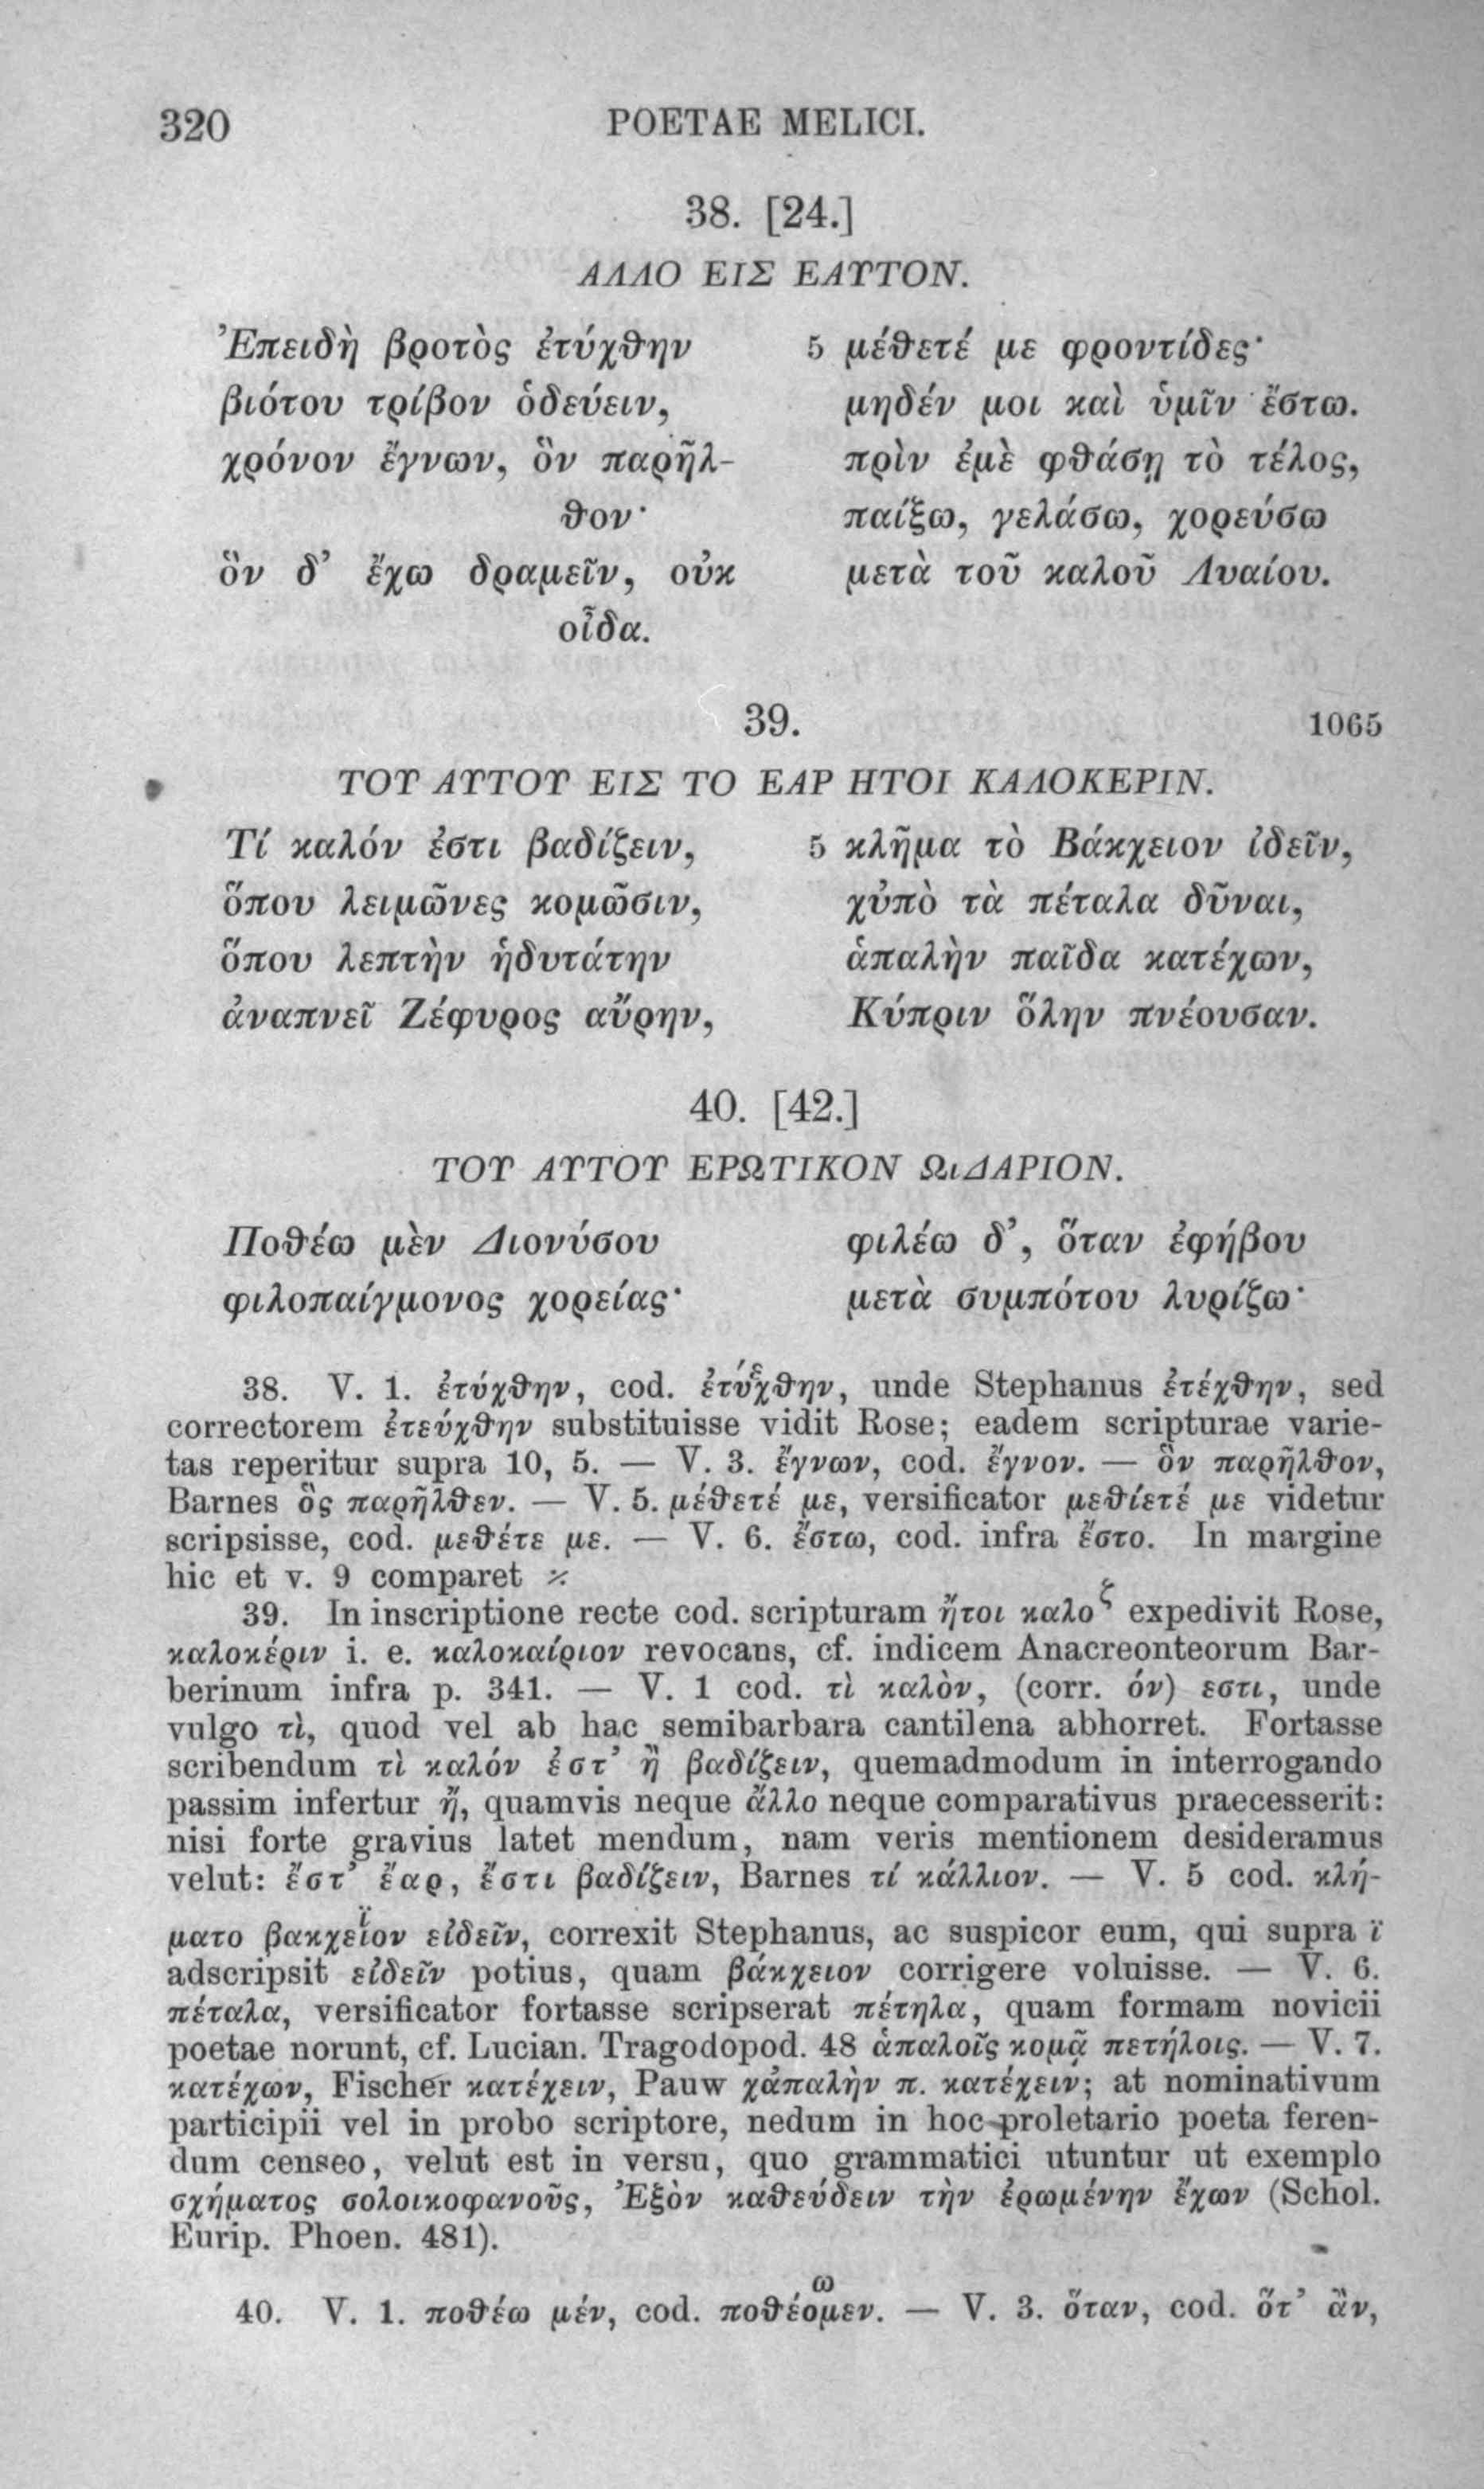 320
POETAE MELICI.
38. [24.]
ΑΛΛΟ ΕΙΣ ΕΑΥΤΟΝ.
Ἐπειδὴ βροτὸς ἐτύχθην
βιότου τρίβον ὁδεύειν,
χρόνον ἔγνων, ὃν παρῆλ-
θον·
ὃν δ’ ἔχω δραμεῖν, οὐκ
οἶδα.
5 μέθετέ με φροντίδες·
μηδέν μοι καὶ ὑμῖν ἔστω.
πρὶν ἐμὲ φθάσῃ τὸ τέλος,
παίξω, γελάσω, χορεύσω
μετὰ τοῦ καλοῦ Λυαίου.
39.
1065
ΤΟΥ ΑΥΤΟΥ ΕΙΣ ΤΟ ΕΑΡ ΗΤΟΙ ΚΑΛΟΚΕΡΙΝ.
Τί καλόν ἐστι βαδίζειν,
ὅπου λειμῶνες κομῶσιν,
ὅπου λεπτὴν ἡδυτάτην
ἀναπνεῖ Ζέφυρος αὔρην,
5 κλῆμα τὸ Βάκχειον ἰδεῖν,
χὐπὸ τὰ πέταλα δῦναι,
ἁπαλὴν παῖδα κατέχων,
Κύπριν ὅλην πνέουσαν.
40. [42.]
ΤΟΥ ΑΥΤΟΥ ΕΡΩΤΙΚΟΝ ΩιΔΑΡΙΟΝ.
Ποθέω μὲν Διονύσου
φιλοπαίγμονος χορείας·
φιλέω δ’, ὅταν ἐφήβου
μετὰ συμπότου λυρίζω·
38. V. 1. ἐτύχθην, cod. ἐτύ͗χθην, unde Stephanus ἐτέχθην, sed
correctorem ἐτεύχθην substituisse vidit Rose; eadem scripturae varie-
tas reperitur supra 10, 5. — V. 3. ἔγνων, cod. ἔγνον. — ὃν παρῆλθον,
Barnes ὃς παρῆλθεν. — V. 5. μέθετέ με, versificator μεθίετέ με videtur
scripsisse, cod. μεθέτε με. — V. 6. ἔστω, cod. infra ἔστο. In margine
hic et v. 9 comparet ⁒
39. In inscriptione recte cod. scripturam ἤτοι καλοζ expedivit Rose,
καλοκέριν i. e. καλοκαίριον revocans, cf. indicem Anacreonteorum Bar-
berinum infra p. 341. — V. 1 cod. τὶ καλὸν, (corr. όν) εστι, unde
vulgo τὶ, quod vel ab hac semibarbara cantilena abhorret. Fortasse
scribendum τὶ καλόν ἐστ’ ἢ βαδίζειν, quemadmodum in interrogando
passim infertur ἤ, quamvis neque ἄλλο neque comparativus praecesserit:
nisi forte gravius latet mendum, nam veris mentionem desideramus
velut: ἔστ’ ἔαρ, ἔστι βαδίζειν, Barnes τί κάλλιον. — V. 5 cod. κλή-
ματο βακχεῖον εἰδεῖν, correxit Stephanus, ac suspicor eum, qui supra ϊ
adscripsit εἰδεῖν potius, quam βάκχειον corrigere voluisse. — V. 6.
πέταλα, versificator fortasse scripserat πέτηλα, quam formam novicii
poetae norunt, cf. Lucian. Tragodopod. 48 ἁπαλοῖς κομᾷ πετήλοις. — V. 7.
κατέχων, Fischer κατέχειν, Pauw χἀπαλὴν π. κατέχειν; at nominativum
participii vel in probo scriptore, nedum in hoc proletario poeta feren-
dum censeo, velut est in versu, quo grammatici utuntur ut exemplo
σχήματος σολοικοφανοῦς, Ἐξὸν καθεύδειν τὴν ἐρωμένην ἔχων (Schol.
Eurip. Phoen. 481).
40. V. 1. ποθέω μέν, cod. ποθέομεν. — V. 3. ὅταν, cod. ὅτ’ ἂν,